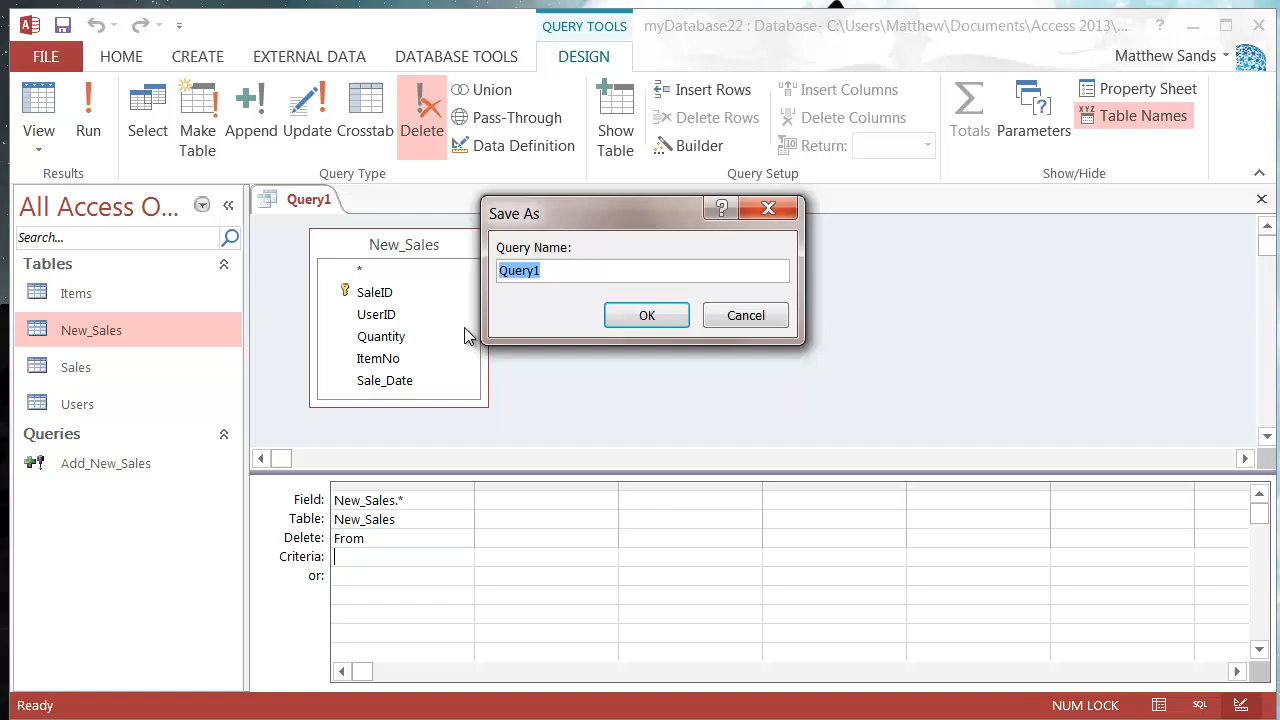 QUERY TOOLS
myDatabase22 : Database- C:\Users\Matthew\Documents\Access 2013\...
?
FILE
HOME
CREATE
EXTERNAL DATA
DATABASE TOOLS
DESIGN
Matthew Sands
View
Run
Select
Make Table
Append
Update
Crosstab
Delete
Union
Pass-Through
Data Definition
Show Table
Insert Rows
Delete Rows
Builder
Insert Columns
Delete Columns
Return:
Totals
Parameters
Property Sheet
Table Names
Results
Query Type
Query Setup
Show/Hide
All Access O...
Search...
Tables
Items
New_Sales
Sales
Users
Queries
Add_New_Sales
Query1
New_Sales
*
SaleID
UserID
Quantity
ItemNo
Sale_Date
Save As
?
Query Name:
Query1
OK
Cancel
Field: New_Sales.*
Table: New_Sales
Delete: From
Criteria:
or:
Ready
NUM LOCK
SQL